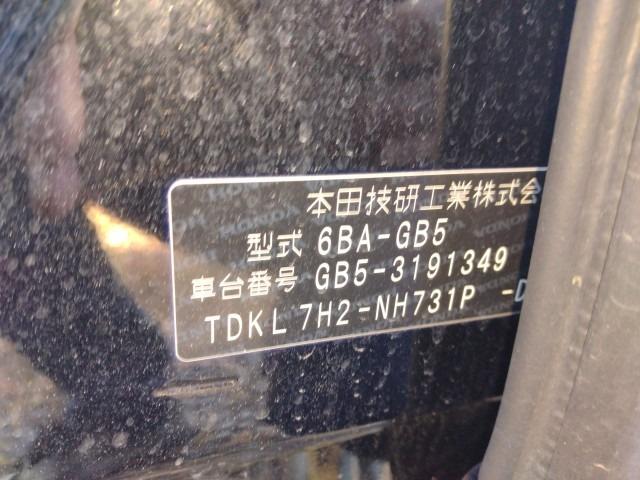 本田技研工業株式会
型式 6BA-GB5
車台番号 GB5-3191349
TDKL 7H2-NH731P -D